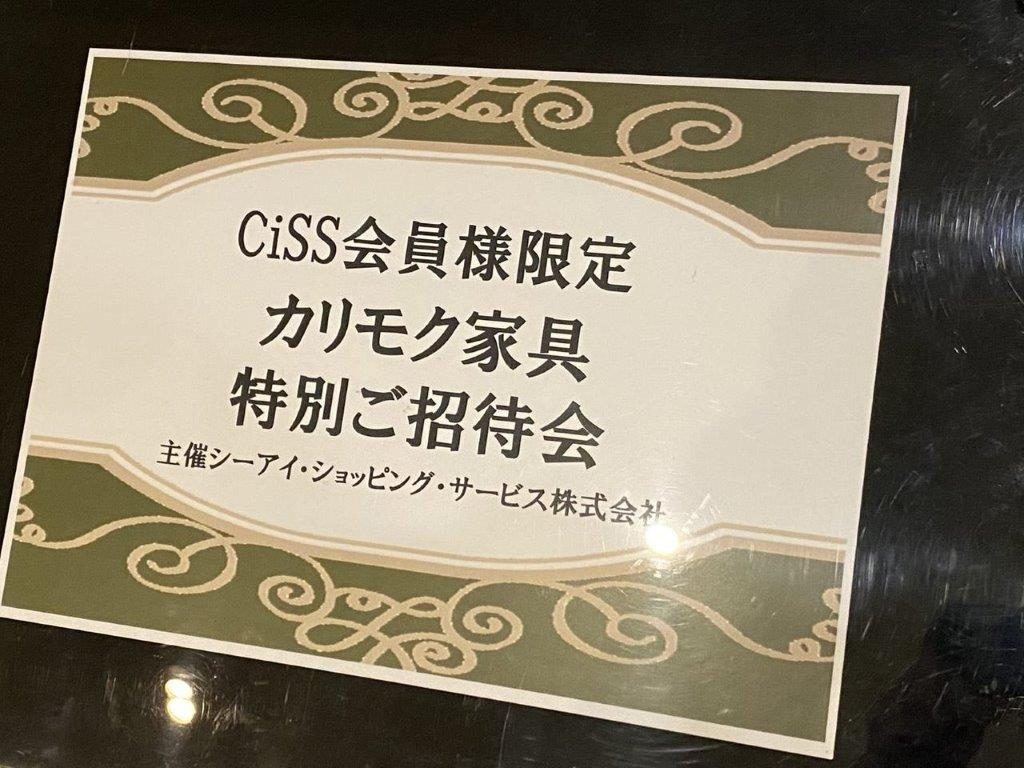 CiSS会員様限定
カリモク家具
特別ご招待会
主催シーアイ・ショッピング・サービス株式会社